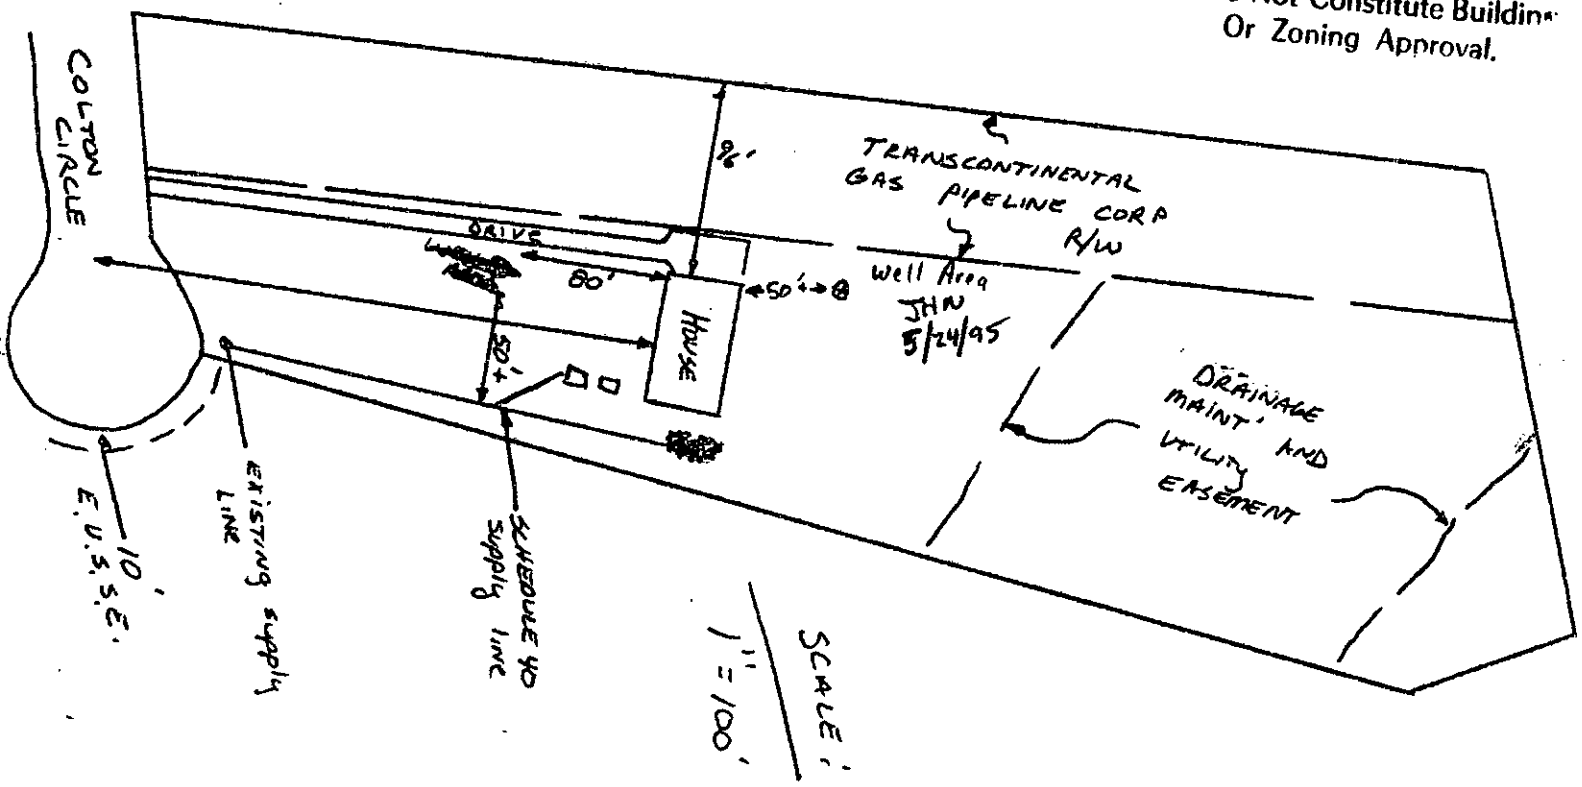 Not Constitute Building
Or Zoning Approval.
COLTON
CIRCLE
96'
TRANSCONTINENTAL
GAS PIPELINE CORP
R/W
DRIVE
80'
50'+
Well Area
JHN
5/24/95
HOUSE
50'+
DRAINAGE
MAINT' AND
UTILITY
EASEMENT
EXISTING supply
LINE
10'
E.U.S.S.E.
SCHEDULE 40
supply line
SCALE:
1" = 100'